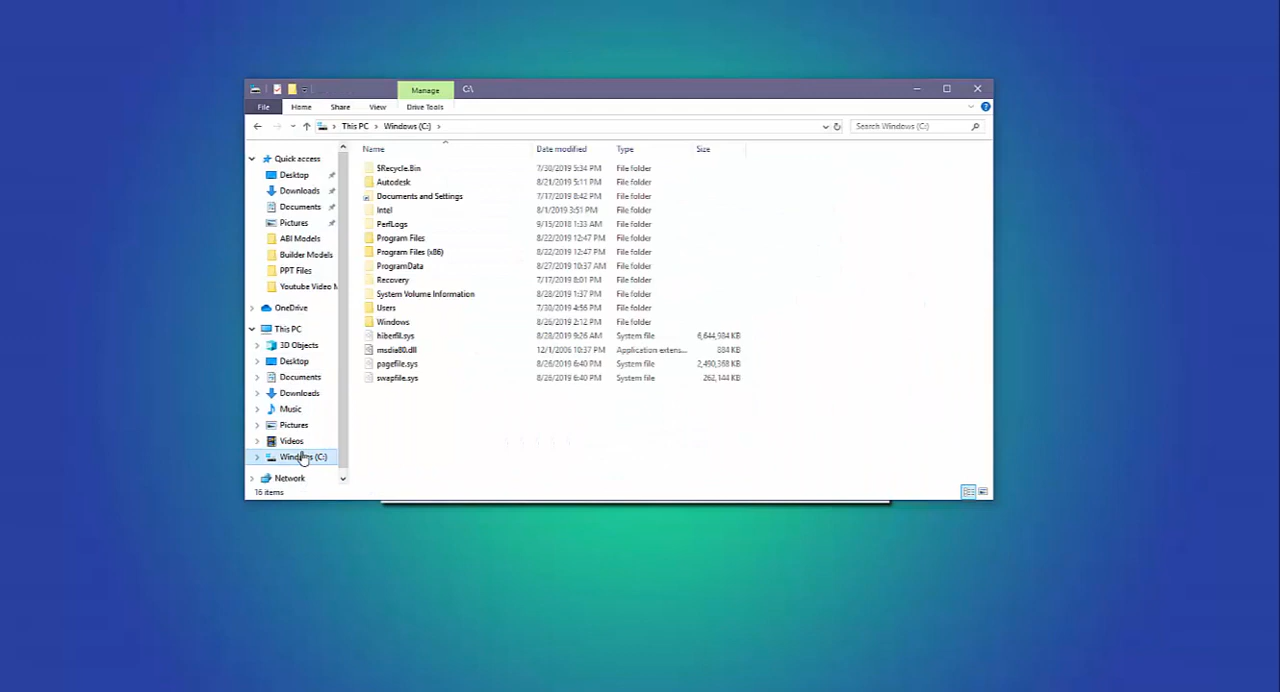 Manage C:\
File Home Share View Drive Tools
This PC Windows (C:) Search Windows (C:)
Name Date modified Type Size
Quick access
Desktop
Downloads
Documents
Pictures
ABI Models
Builder Models
PPT Files
Youtube Video M
OneDrive
This PC
3D Objects
Desktop
Documents
Downloads
Music
Pictures
Videos
Windows (C:)
Network
16 items
$Recycle.Bin 7/30/2019 5:34 PM File folder
Autodesk 8/21/2019 5:11 PM File folder
Documents and Settings 7/17/2019 8:42 PM File folder
Intel 8/1/2019 3:51 PM File folder
PerfLogs 9/15/2018 1:33 AM File folder
Program Files 8/22/2019 12:47 PM File folder
Program Files (x86) 8/22/2019 12:47 PM File folder
ProgramData 8/27/2019 10:37 AM File folder
Recovery 7/17/2019 8:01 PM File folder
System Volume Information 8/28/2019 1:37 PM File folder
Users 7/30/2019 4:56 PM File folder
Windows 8/26/2019 2:12 PM File folder
hiberfil.sys 8/28/2019 9:26 AM System file 6,644,984 KB
msdia80.dll 12/1/2006 10:37 PM Application extens... 884 KB
pagefile.sys 8/26/2019 6:40 PM System file 2,490,368 KB
swapfile.sys 8/26/2019 6:40 PM System file 262,144 KB